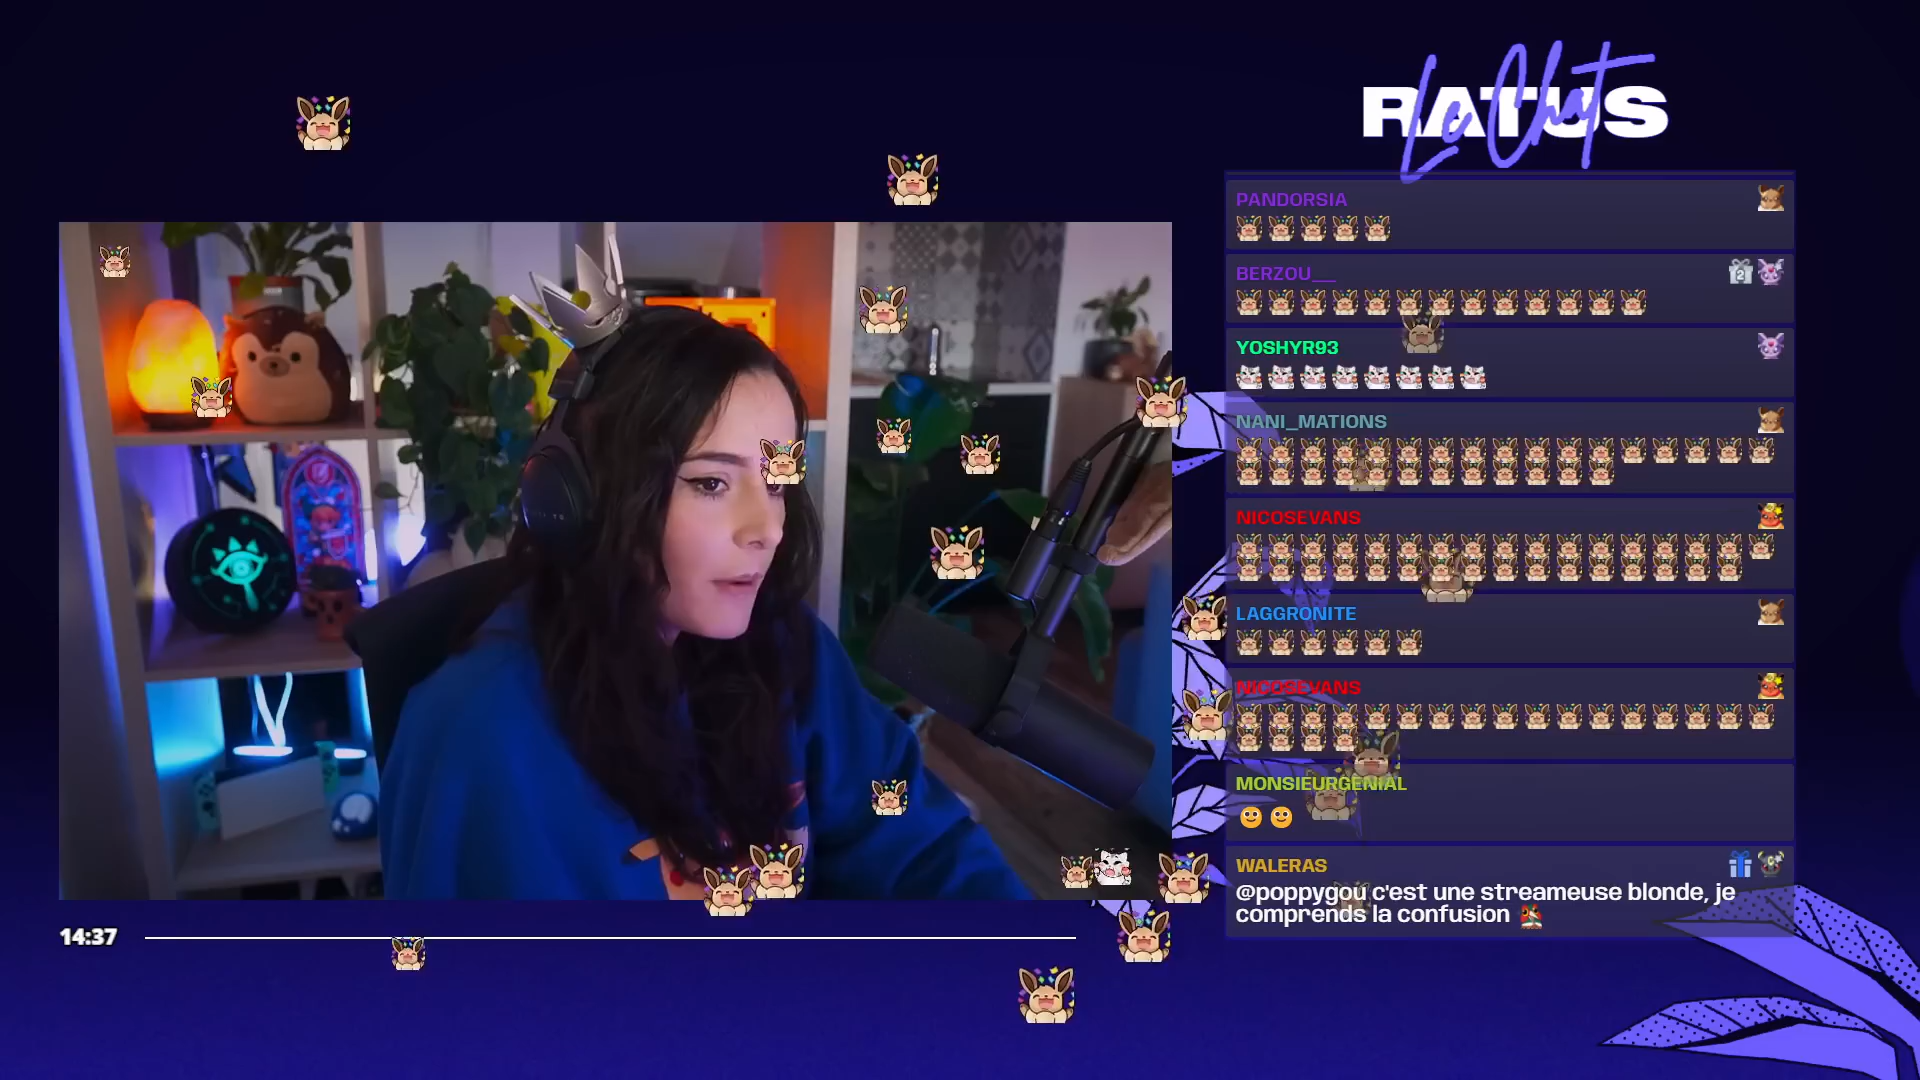 RATUS
Le Chat
PANDORSIA
BERZOU__
2
YOSHYR93
NANI_MATIONS
NICOSEVANS
LAGGRONITE
NICOSEVANS
MONSIEURGENIAL
WALERAS
@poppygou c'est une streameuse blonde, je
comprends la confusion
14:37